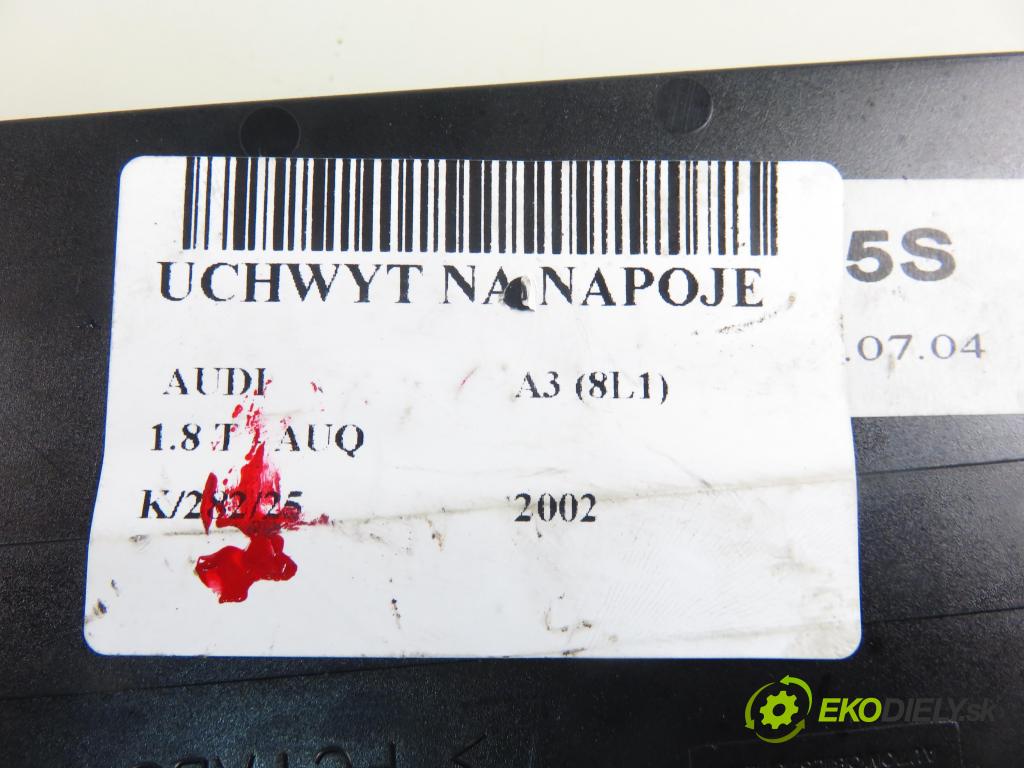 UCHWYT NA NAPOJE
5S
.07.04
AUDI A3 (8L1)
1.8 T AUQ
K/282/25 2002
EKODIELY.sk